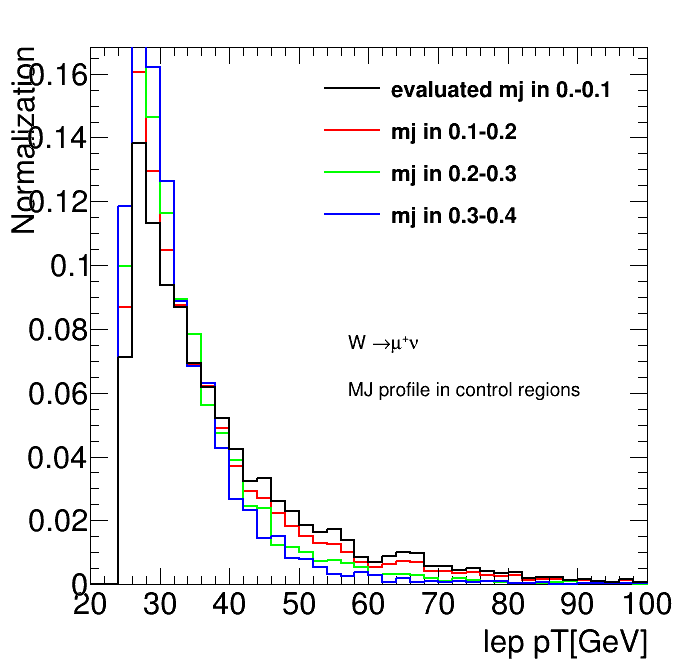 Normalization
0.16
0.14
0.12
0.1
0.08
0.06
0.04
0.02
0
evaluated mj in 0.-0.1
mj in 0.1-0.2
mj in 0.2-0.3
mj in 0.3-0.4
W →μ⁺ν
MJ profile in control regions
20 30 40 50 60 70 80 90 100
lep pT[GeV]